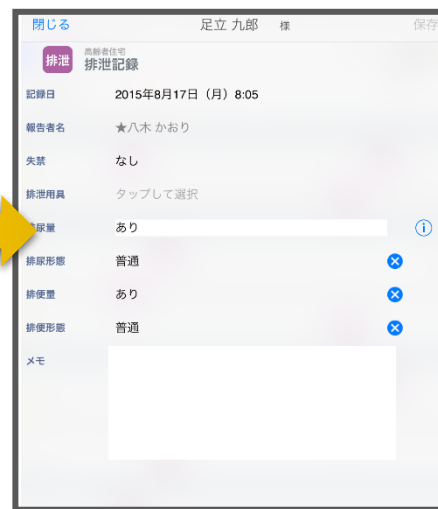 閉じる 足立 九郎 様 保存
排泄 高齢者住宅
排泄記録
記録日 2015年8月17日（月）8:05
報告者名 ★八木 かおり
失禁 なし
排泄用具 タップして選択
尿量 あり
排尿形態 普通
排便量 あり
排便形態 普通
メモ